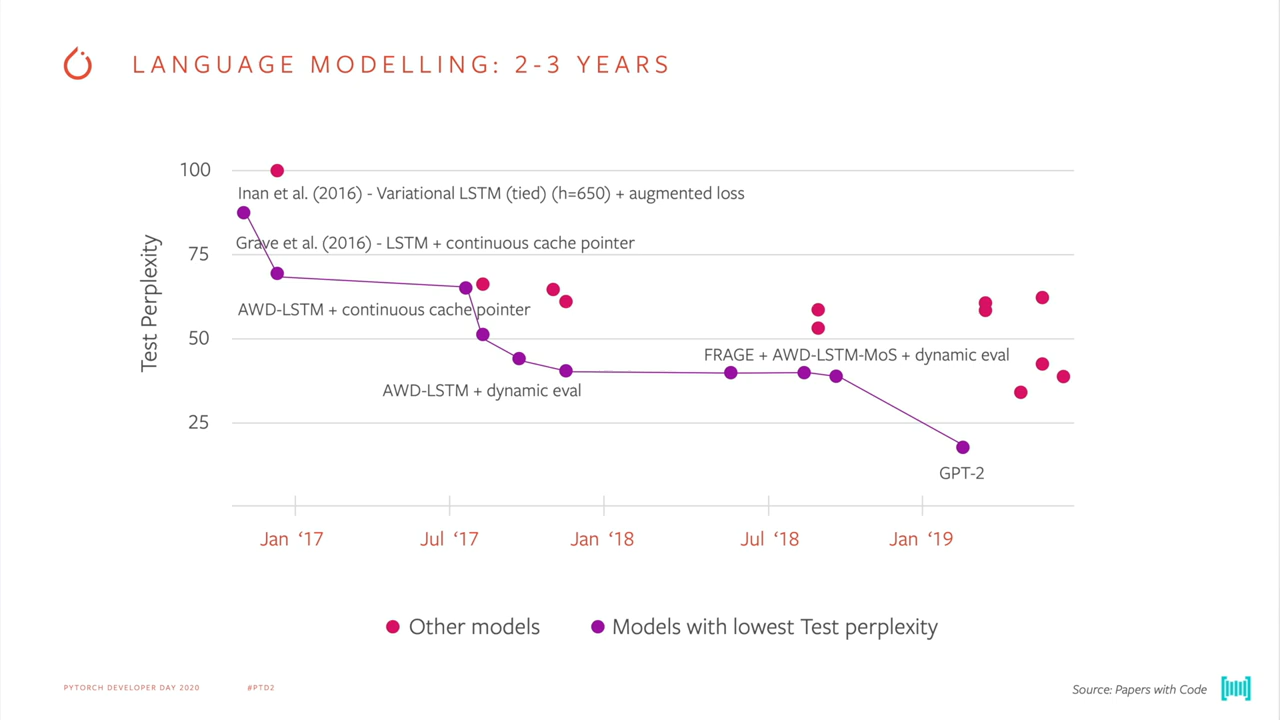 LANGUAGE MODELLING: 2-3 YEARS
100
Inan et al. (2016) - Variational LSTM (tied) (h=650) + augmented loss
Grave et al. (2016) - LSTM + continuous cache pointer
75
Test Perplexity
AWD-LSTM + continuous cache pointer
50
FRAGE + AWD-LSTM-MoS + dynamic eval
AWD-LSTM + dynamic eval
25
GPT-2
Jan ‘17
Jul ‘17
Jan ‘18
Jul ‘18
Jan ‘19
Other models
Models with lowest Test perplexity
PYTORCH DEVELOPER DAY 2020
#PTD2
Source: Papers with Code